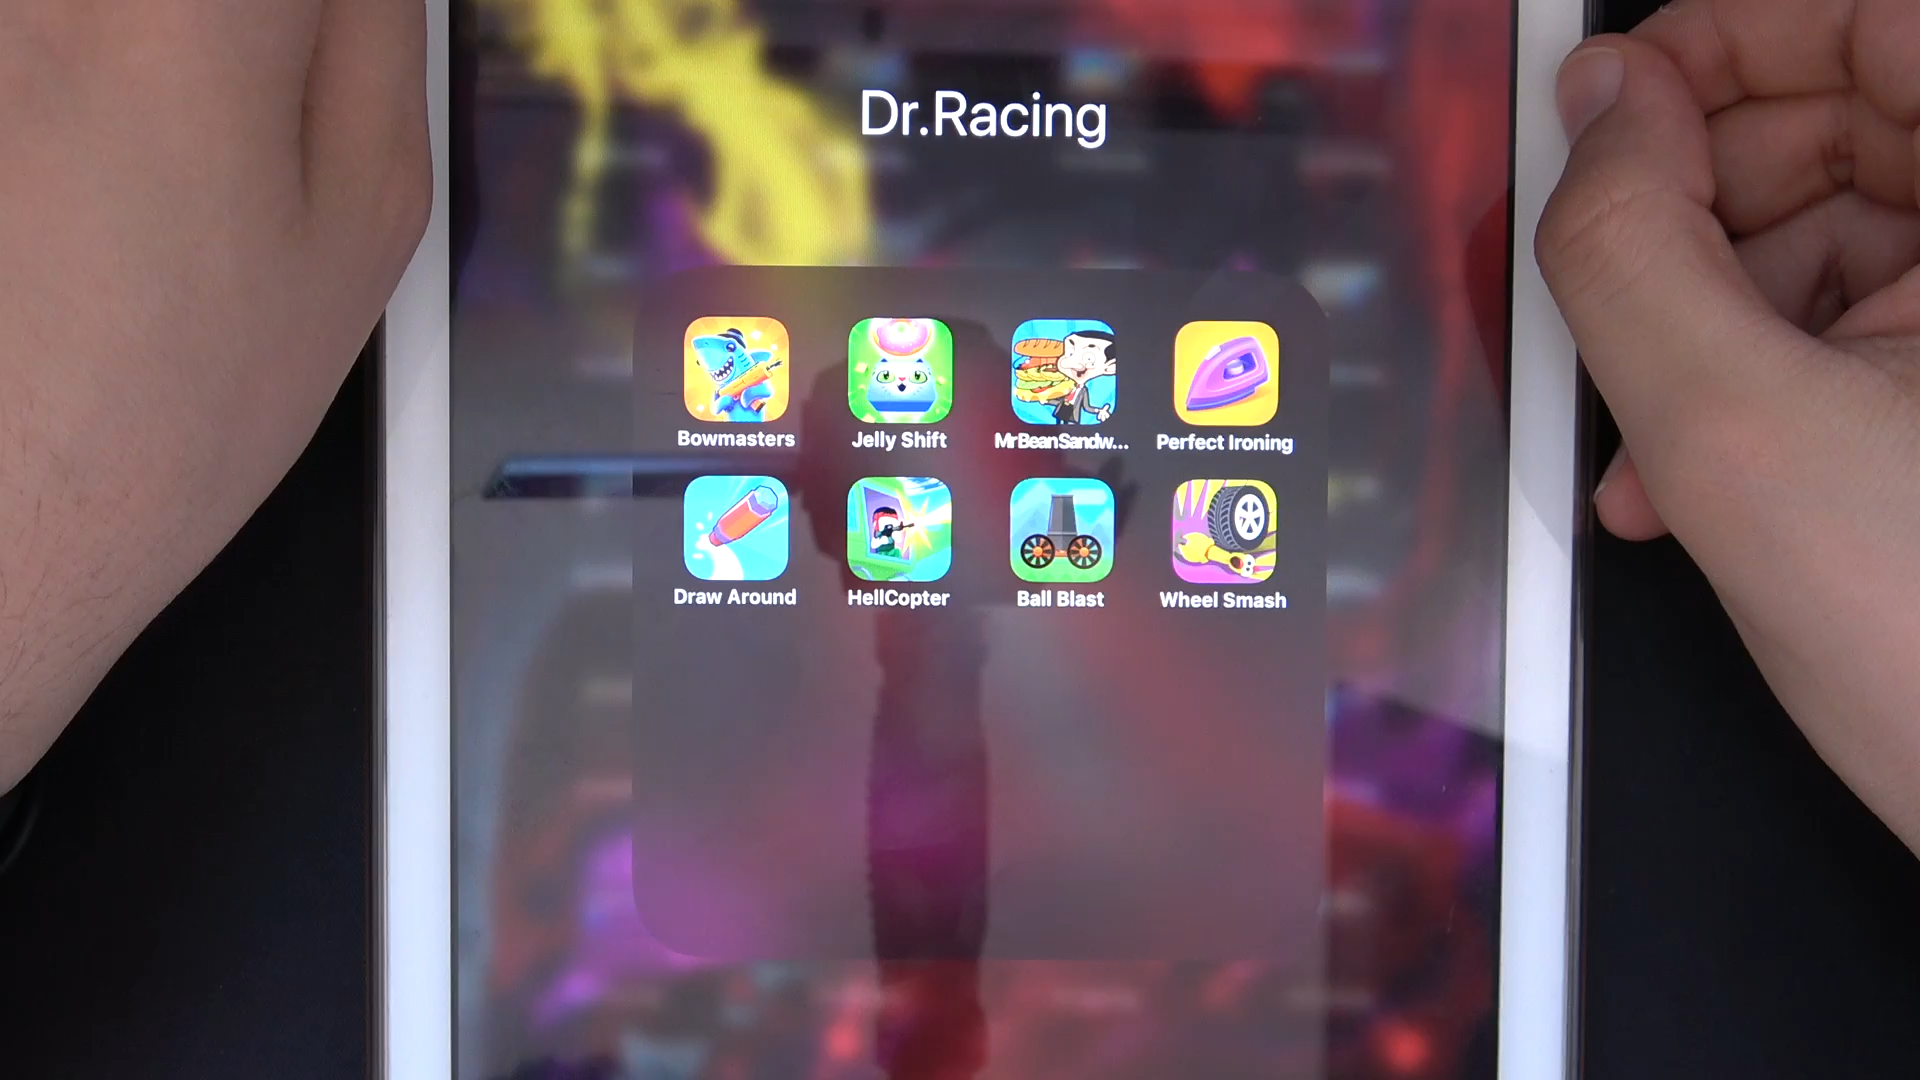 Dr.Racing
Bowmasters
Jelly Shift
MrBeanSandw...
Perfect Ironing
Draw Around
HellCopter
Ball Blast
Wheel Smash